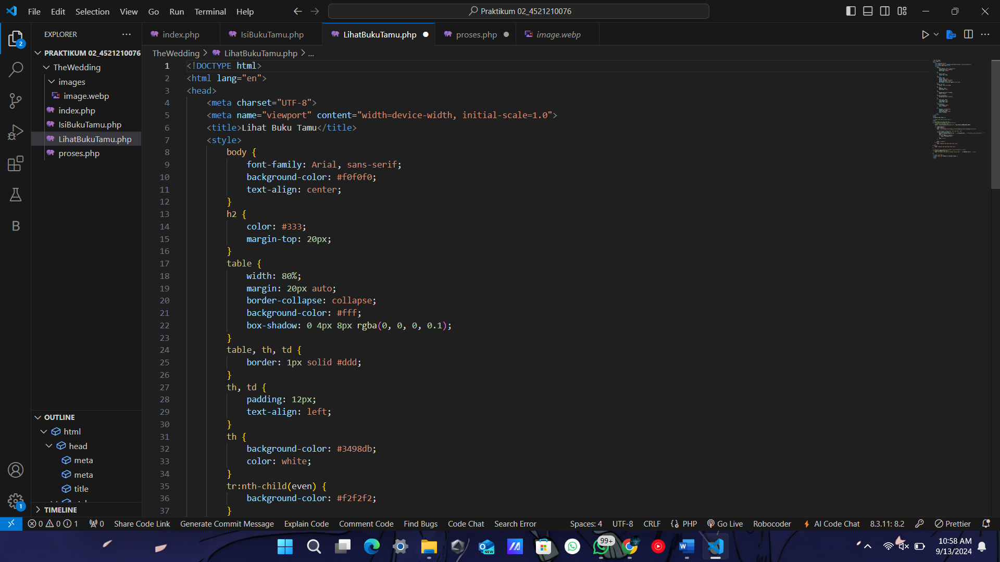 File Edit Selection View Go Run Terminal Help
Praktikum 02_4521210076
EXPLORER
index.php
IsiBukuTamu.php
LihatBukuTamu.php
proses.php
image.webp
2
PRAKTIKUM 02_4521210076
TheWedding
images
image.webp
index.php
IsiBukuTamu.php
LihatBukuTamu.php
proses.php
B
OUTLINE
html
head
meta
meta
title
TIMELINE
1
TheWedding > LihatBukuTamu.php > ...
1 <!DOCTYPE html>
2 <html lang="en">
3 <head>
4 <meta charset="UTF-8">
5 <meta name="viewport" content="width=device-width, initial-scale=1.0">
6 <title>Lihat Buku Tamu</title>
7 <style>
8 body {
9 font-family: Arial, sans-serif;
10 background-color: #f0f0f0;
11 text-align: center;
12 }
13 h2 {
14 color: #333;
15 margin-top: 20px;
16 }
17 table {
18 width: 80%;
19 margin: 20px auto;
20 border-collapse: collapse;
21 background-color: #fff;
22 box-shadow: 0 4px 8px rgba(0, 0, 0, 0.1);
23 }
24 table, th, td {
25 border: 1px solid #ddd;
26 }
27 th, td {
28 padding: 12px;
29 text-align: left;
30 }
31 th {
32 background-color: #3498db;
33 color: white;
34 }
35 tr:nth-child(even) {
36 background-color: #f2f2f2;
37 }
0 0 1 0 Share Code Link Generate Commit Message Explain Code Comment Code Find Bugs Code Chat Search Error Spaces: 4 UTF-8 CRLF {} PHP Go Live Robocoder AI Code Chat 8.3.11: 8.2 Prettier
NEW
99+
W
10:58 AM
9/13/2024